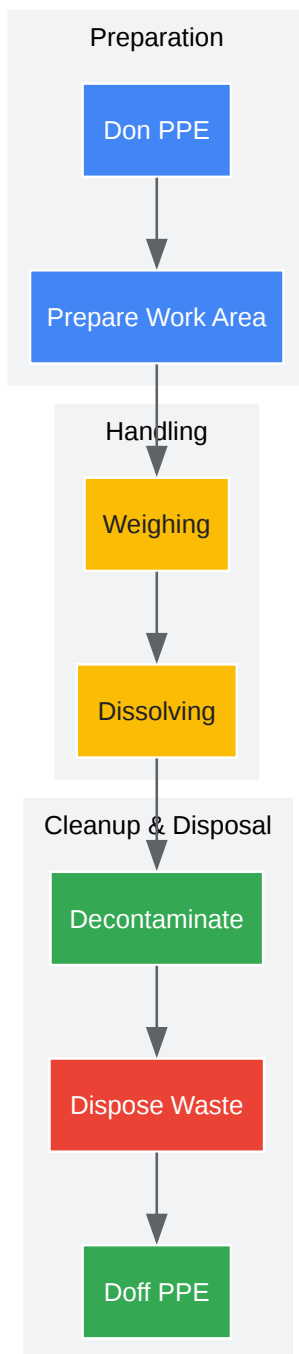 Preparation
Don PPE
Prepare Work Area
Handling
Weighing
Dissolving
Cleanup & Disposal
Decontaminate
Dispose Waste
Doff PPE